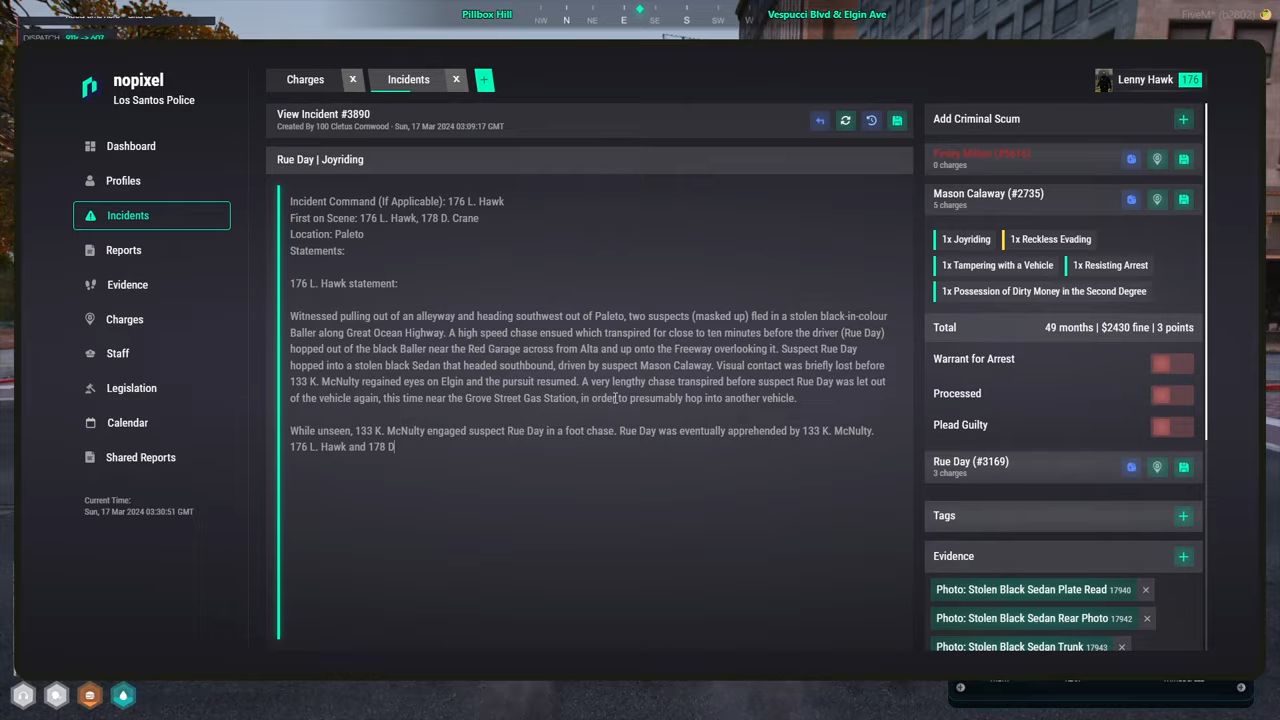 Pillbox Hill
NW N NE E SE S SW W
Vespucci Blvd & Elgin Ave
FiveM* (b2802)
DISPATCH
nopixel
Los Santos Police
Charges x
Incidents x
+
Lenny Hawk 176
Dashboard
Profiles
Incidents
Reports
Evidence
Charges
Staff
Legislation
Calendar
Shared Reports
Current Time:
Sun, 17 Mar 2024 03:30:51 GMT
View Incident #3890
Created By 100 Cletus Cornwood · Sun, 17 Mar 2024 03:09:17 GMT
Rue Day | Joyriding
Incident Command (If Applicable): 176 L. Hawk
First on Scene: 176 L. Hawk, 178 D. Crane
Location: Paleto
Statements:
176 L. Hawk statement:
Witnessed pulling out of an alleyway and heading southwest out of Paleto, two suspects (masked up) fled in a stolen black-in-colour
Baller along Great Ocean Highway. A high speed chase ensued which transpired for close to ten minutes before the driver (Rue Day)
hopped out of the black Baller near the Red Garage across from Alta and up onto the Freeway overlooking it. Suspect Rue Day
hopped into a stolen black Sedan that headed southbound, driven by suspect Mason Calaway. Visual contact was briefly lost before
133 K. McNulty regained eyes on Elgin and the pursuit resumed. A very lengthy chase transpired before suspect Rue Day was let out
of the vehicle again, this time near the Grove Street Gas Station, in order to presumably hop into another vehicle.
While unseen, 133 K. McNulty engaged suspect Rue Day in a foot chase. Rue Day was eventually apprehended by 133 K. McNulty.
176 L. Hawk and 178 D
Add Criminal Scum +
0 charges
Mason Calaway (#2735)
5 charges
1x Joyriding
1x Reckless Evading
1x Tampering with a Vehicle
1x Resisting Arrest
1x Possession of Dirty Money in the Second Degree
Total
49 months | $2430 fine | 3 points
Warrant for Arrest
Processed
Plead Guilty
Rue Day (#3169)
3 charges
Tags +
Evidence +
Photo: Stolen Black Sedan Plate Read 17940 ×
Photo: Stolen Black Sedan Rear Photo 17942 ×
Photo: Stolen Black Sedan Trunk 17943 ×